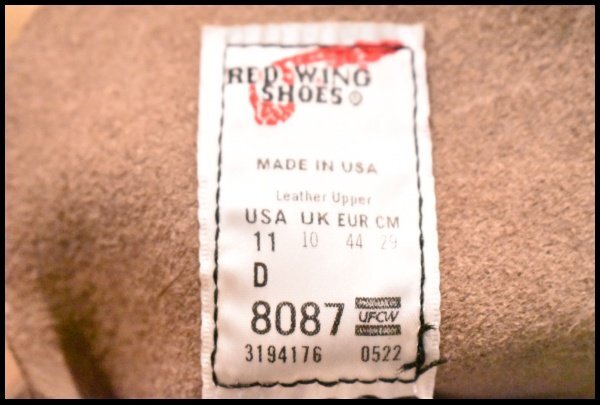 RED WING
SHOES®
MADE IN USA
Leather Upper
USA UK EUR CM
11 10 44 29
D
8087 UFCW
3194176 0522